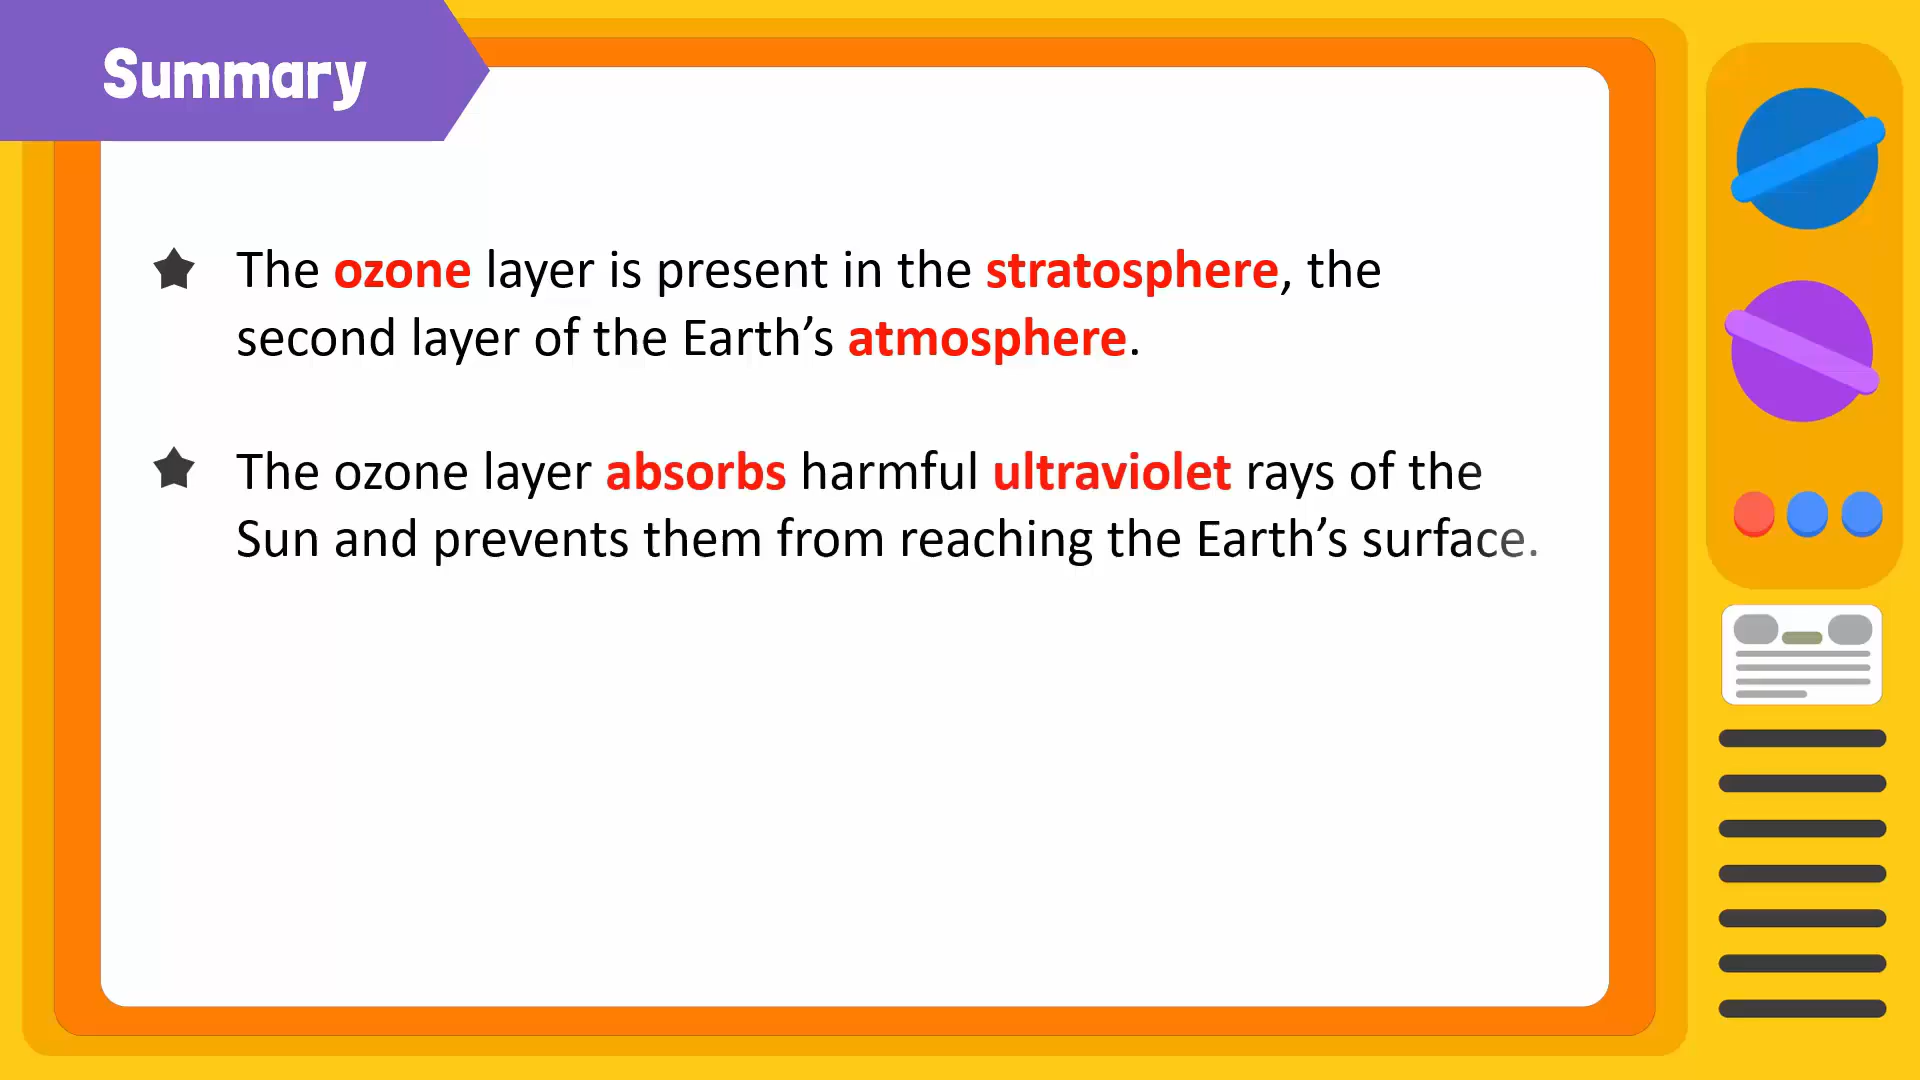 Summary
The ozone layer is present in the stratosphere, the
second layer of the Earth’s atmosphere.
The ozone layer absorbs harmful ultraviolet rays of the
Sun and prevents them from reaching the Earth’s surface.